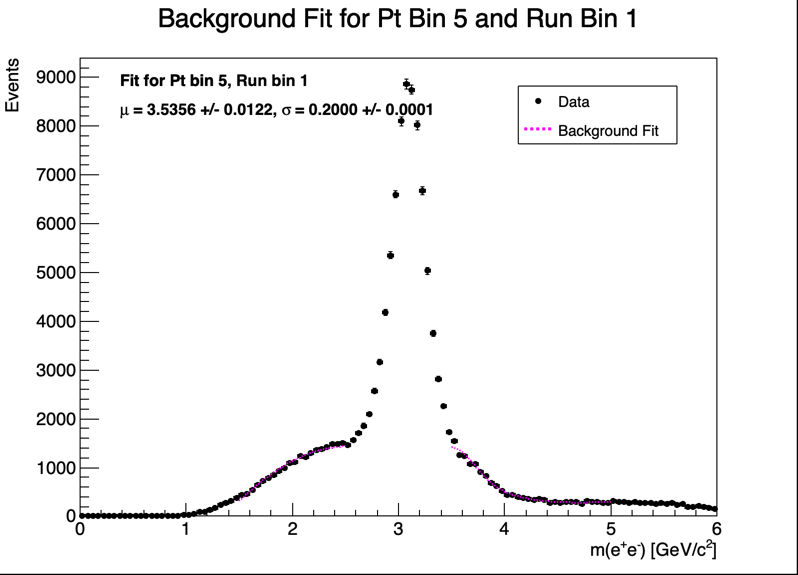 Background Fit for Pt Bin 5 and Run Bin 1
Events
Fit for Pt bin 5, Run bin 1
μ = 3.5356 +/- 0.0122, σ = 0.2000 +/- 0.0001
Data
Background Fit
9000
8000
7000
6000
5000
4000
3000
2000
1000
0
0 1 2 3 4 5 6
m(e⁺e⁻) [GeV/c²]